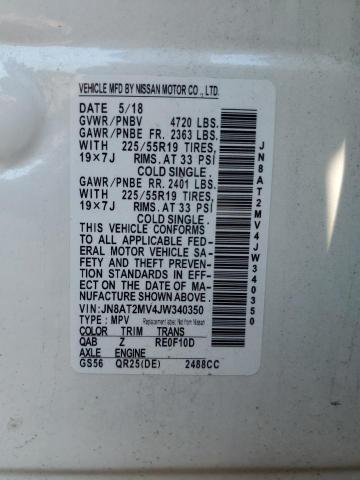 VEHICLE MFD BY NISSAN MOTOR CO., LTD.
DATE 5/18
GVWR/PNBV 4720 LBS.
GAWR/PNBE FR. 2363 LBS.
WITH 225/55R19 TIRES,
19×7J RIMS, AT 33 PSI
COLD SINGLE.
GAWR/PNBE RR. 2401 LBS.
WITH 225/55R19 TIRES,
19×7J RIMS, AT 33 PSI
COLD SINGLE.
THIS VEHICLE CONFORMS
TO ALL APPLICABLE FED-
ERAL MOTOR VEHICLE SA-
FETY AND THEFT PREVENT-
ION STANDARDS IN EFFECT
ON THE DATE OF MA-
NUFACTURE SHOWN ABOVE.
VIN:JN8AT2MV4JW340350
TYPE: MPV
COLOR TRIM TRANS
QAB Z RE0F10D
AXLE ENGINE
GS56 QR25(DE) 2488CC
JN8AT2MV4JW340350